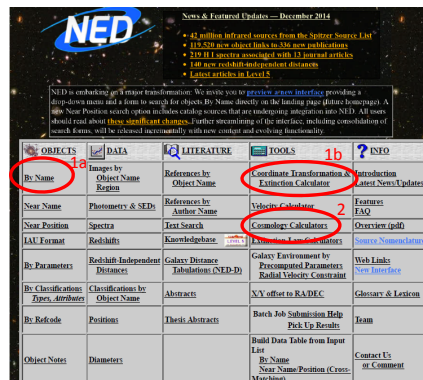 NED
News & Featured Updates — December 2014
42 million infrared sources from the Spitzer Source List
119,520 new object links to 336 new publications
219 H I spectra associated with 13 journal articles
140 new redshift-independent distances
Latest articles in Level 5
NED is embarking on a major transformation: We invite you to preview a new interface providing a
drop-down menu and a form to search for objects By Name directly on the landing page (future homepage). A
new Near Position search option includes catalog sources that are undergoing integration into NED. All users
should read about these significant changes. Further streamlining of the interface, including consolidation of
search forms, will be released incrementally with new content and evolving functionality.
OBJECTS DATA LITERATURE TOOLS INFO
1a 1b
By Name
Images by
Object Name
Region
References by
Object Name
Coordinate Transformation &
Extinction Calculator
Introduction
Latest News/Updates
2
Near Name
Photometry & SEDs
References by
Author Name
Velocity Calculator
Features
FAQ
Near Position
Spectra
Text Search
Cosmology Calculators
Overview (pdf)
IAU Format
Redshifts
Knowledgebase
LEVEL 5
Extinction-Law Calculators
Source Nomenclature
By Parameters
Redshift-Independent
Distances
Galaxy Distance
Tabulations (NED-D)
Galaxy Environment by
Precomputed Parameters
Radial Velocity Constraint
Web Links
New Interface
By Classifications
Types, Attributes
Classifications by
Object Name
Abstracts
X/Y offset to RA/DEC
Glossary & Lexicon
By Refcode
Positions
Thesis Abstracts
Batch Job Submission Help
Pick Up Results
Team
Object Notes
Diameters
Build Data Table from Input
List
By Name
Near Name/Position (Cross-
Matching)
Contact Us
or Comment